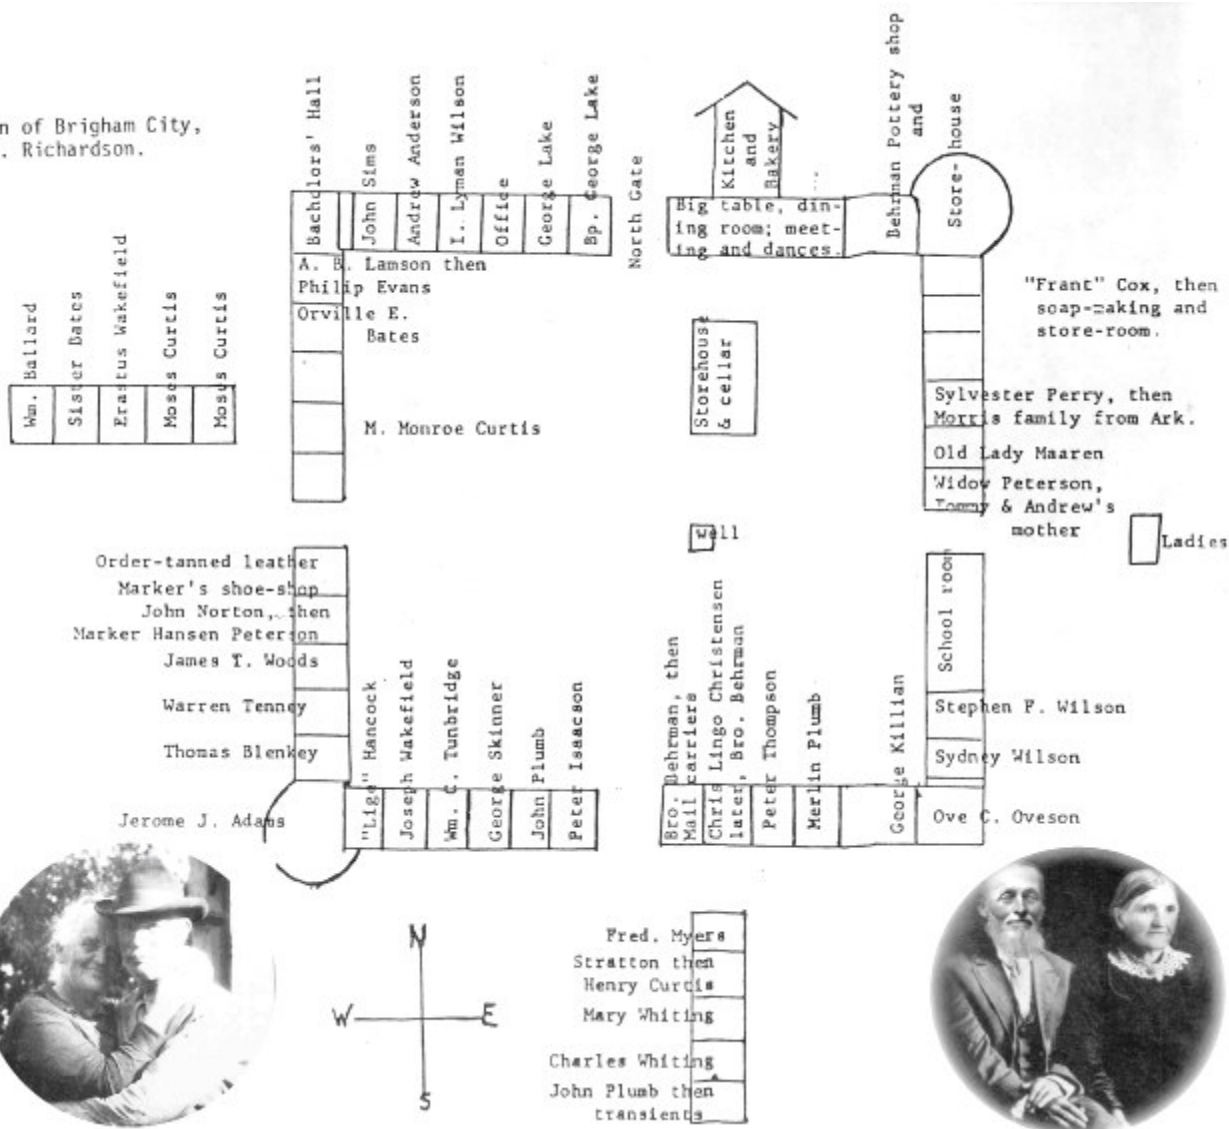 n of Brigham City,
. Richardson.
Bachelors' Hall
John Sims
Andrew Anderson
I. Lyman Wilson
Office
George Lake
Bp. George Lake
North Gate
Kitchen
and
Bakery
Big table, din-
ing room; meet-
ing and dances.
Behrman Pottery shop
and
Store-house
A. B. Lamson then
Philip Evans
Orville E.
Bates
M. Monroe Curtis
Wm. Ballard
Sister Bates
Erastus Wakefield
Moses Curtis
Moses Curtis
Storehouse
& cellar
"Frant" Cox, then
soap-making and
store-room.
Sylvester Perry, then
Morris family from Ark.
Old Lady Maaren
Widow Peterson,
Tommy & Andrew's
mother
Ladies
Well
School room
Order-tanned leather
Marker's shoe-shop
John Norton, then
Marker Hansen Peterson
James T. Woods
Warren Tenney
Thomas Blenkey
Jerome J. Adams
"Lige" Hancock
Joseph Wakefield
Wm. C. Tunbridge
George Skinner
John Plumb
Peter Isaacson
Bro. Behrman, then
Mail carriers
Chris Lingo Christensen
later, Bro. Behrman
Peter Thompson
Merlin Plumb
George Killian
Stephen F. Wilson
Sydney Wilson
Ove C. Oveson
N
W E
S
Fred. Myers
Stratton then
Henry Curtis
Mary Whiting
Charles Whiting
John Plumb then
transients